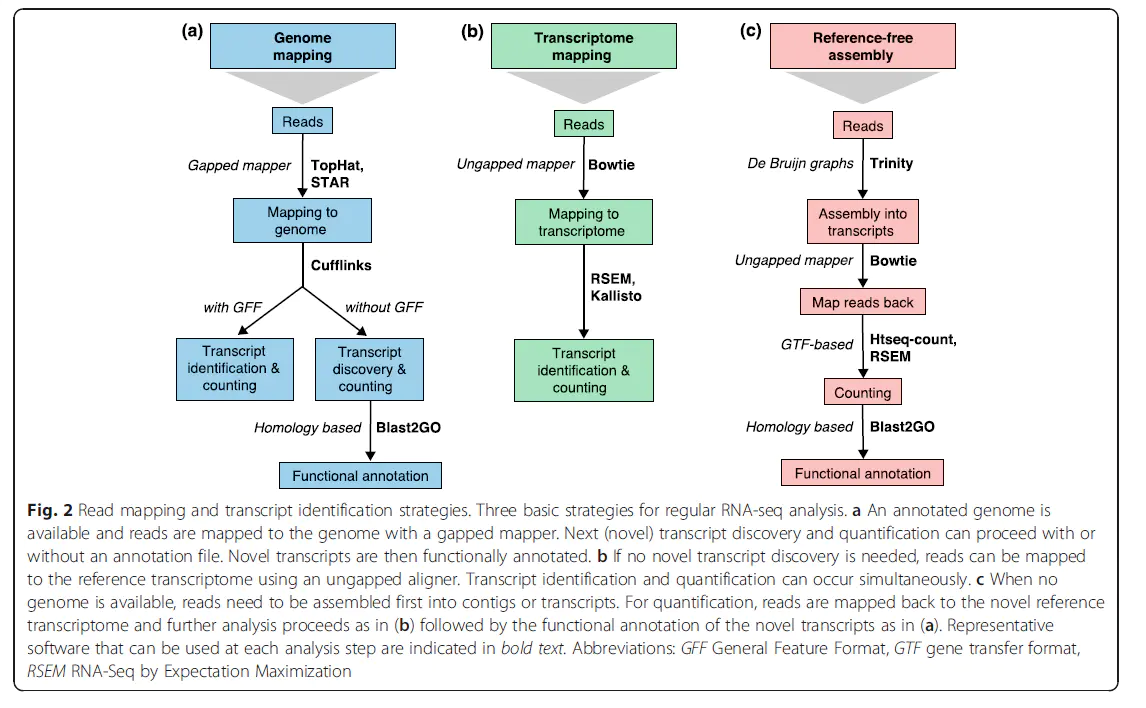 (a)
Genome
mapping
Reads
Gapped mapper
TopHat,
STAR
Mapping to
genome
Cufflinks
with GFF
without GFF
Transcript
identification &
counting
Transcript
discovery &
counting
Homology based
Blast2GO
Functional annotation
(b)
Transcriptome
mapping
Reads
Ungapped mapper
Bowtie
Mapping to
transcriptome
RSEM,
Kallisto
Transcript
identification &
counting
(c)
Reference-free
assembly
Reads
De Bruijn graphs
Trinity
Assembly into
transcripts
Ungapped mapper
Bowtie
Map reads back
GTF-based
Htseq-count,
RSEM
Counting
Homology based
Blast2GO
Functional annotation
Fig. 2 Read mapping and transcript identification strategies. Three basic strategies for regular RNA-seq analysis. a An annotated genome is
available and reads are mapped to the genome with a gapped mapper. Next (novel) transcript discovery and quantification can proceed with or
without an annotation file. Novel transcripts are then functionally annotated. b If no novel transcript discovery is needed, reads can be mapped
to the reference transcriptome using an ungapped aligner. Transcript identification and quantification can occur simultaneously. c When no
genome is available, reads need to be assembled first into contigs or transcripts. For quantification, reads are mapped back to the novel reference
transcriptome and further analysis proceeds as in (b) followed by the functional annotation of the novel transcripts as in (a). Representative
software that can be used at each analysis step are indicated in bold text. Abbreviations: GFF General Feature Format, GTF gene transfer format,
RSEM RNA-Seq by Expectation Maximization